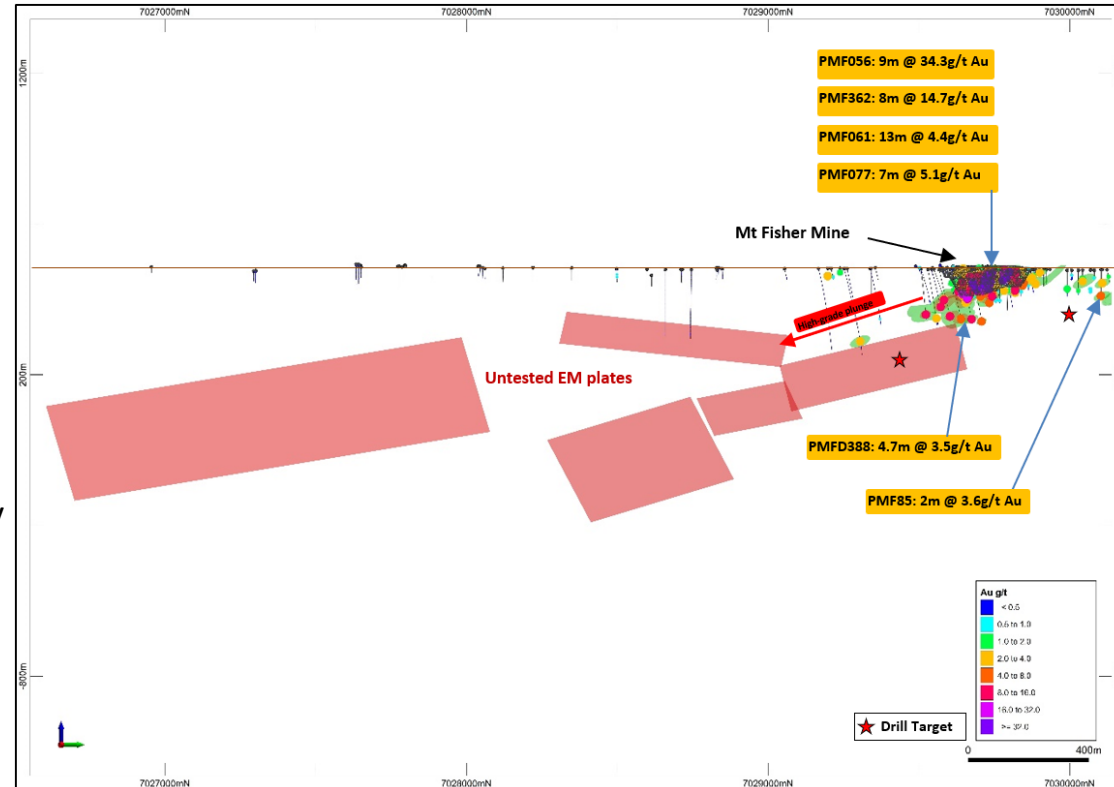 7027000mN 7028000mN 7029000mN 7030000mN
1200m
PMF056: 9m @ 34.3g/t Au
PMF362: 8m @ 14.7g/t Au
PMF061: 13m @ 4.4g/t Au
PMF077: 7m @ 5.1g/t Au
Mt Fisher Mine
High-grade plunge
200m
Untested EM plates
PMFD388: 4.7m @ 3.5g/t Au
PMF85: 2m @ 3.6g/t Au
Au g/t
< 0.5
0.5 to 1.0
1.0 to 2.0
2.0 to 4.0
4.0 to 8.0
8.0 to 16.0
16.0 to 32.0
>= 32.0
-800m
Drill Target
0 400m
7027000mN 7028000mN 7029000mN 7030000mN